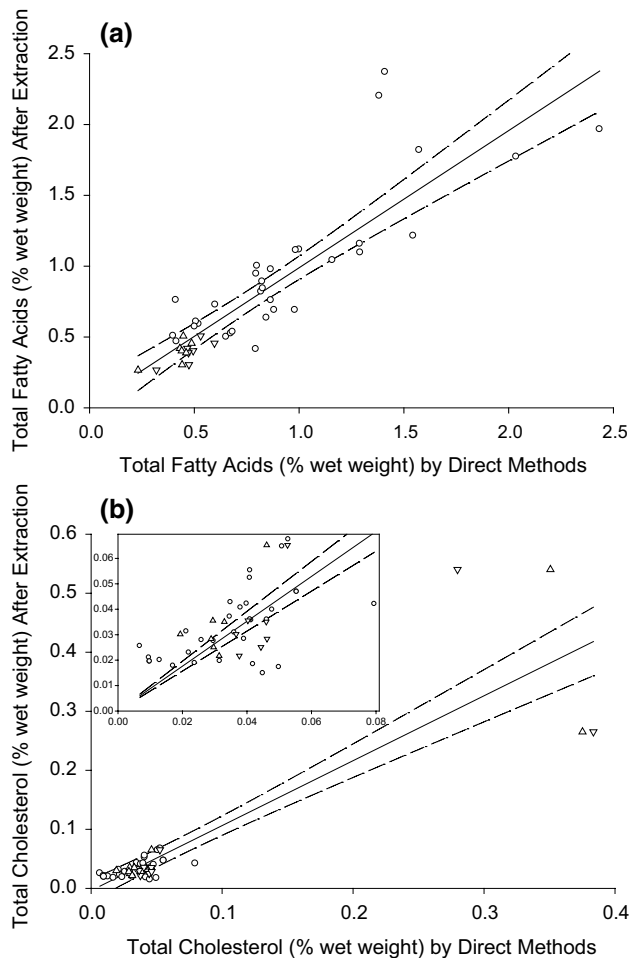 (a)
Total Fatty Acids (% wet weight) After Extraction
2.5
2.0
1.5
1.0
0.5
0.0
0.0 0.5 1.0 1.5 2.0 2.5
Total Fatty Acids (% wet weight) by Direct Methods
(b)
Total Cholesterol (% wet weight) After Extraction
0.6
0.5
0.4
0.3
0.2
0.1
0.0
0.06
0.05
0.04
0.03
0.02
0.01
0.00
0.00 0.02 0.04 0.06 0.08
0.0 0.1 0.2 0.3 0.4
Total Cholesterol (% wet weight) by Direct Methods